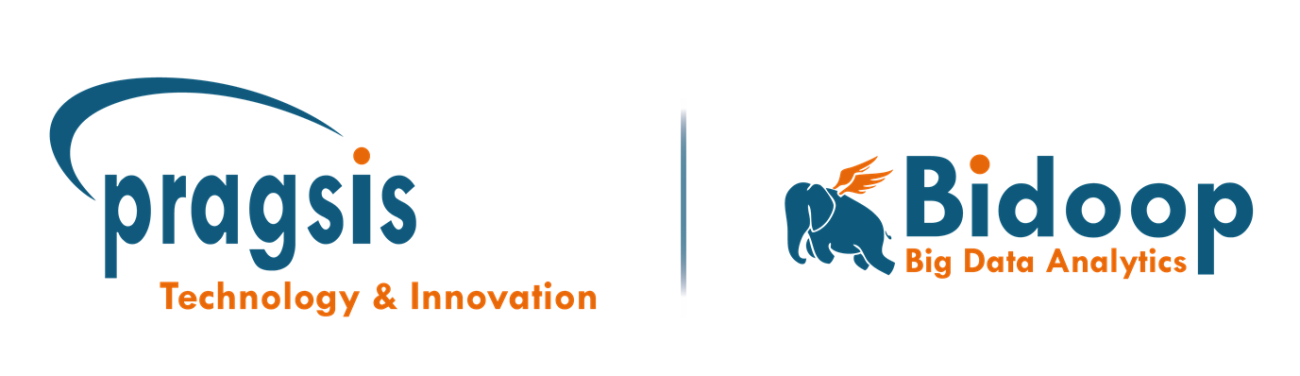 pragsis
Technology & Innovation
Bidoop
Big Data Analytics